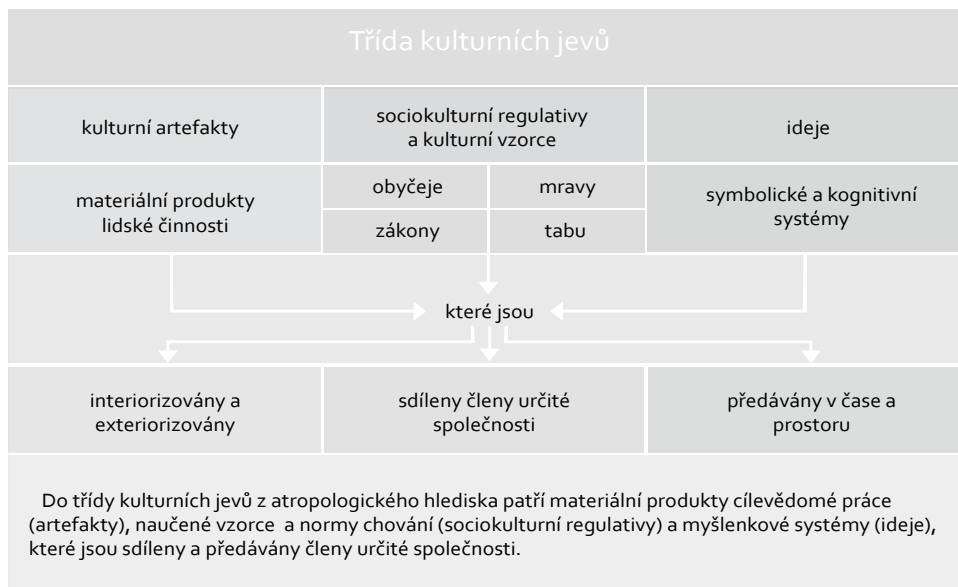 Třída kulturních jevů
kulturní artefakty
sociokulturní regulativy
a kulturní vzorce
ideje
materiální produkty
lidské činnosti
obyčeje
mravy
zákony
tabu
symbolické a kognitivní
systémy
které jsou
interiorizovány a
exteriorizovány
sdíleny členy určité
společnosti
předávány v čase a
prostoru
Do třídy kulturních jevů z atropologického hlediska patří materiální produkty cílevědomé práce
(artefakty), naučené vzorce a normy chování (sociokulturní regulativy) a myšlenkové systémy (ideje),
které jsou sdíleny a předávány členy určité společnosti.